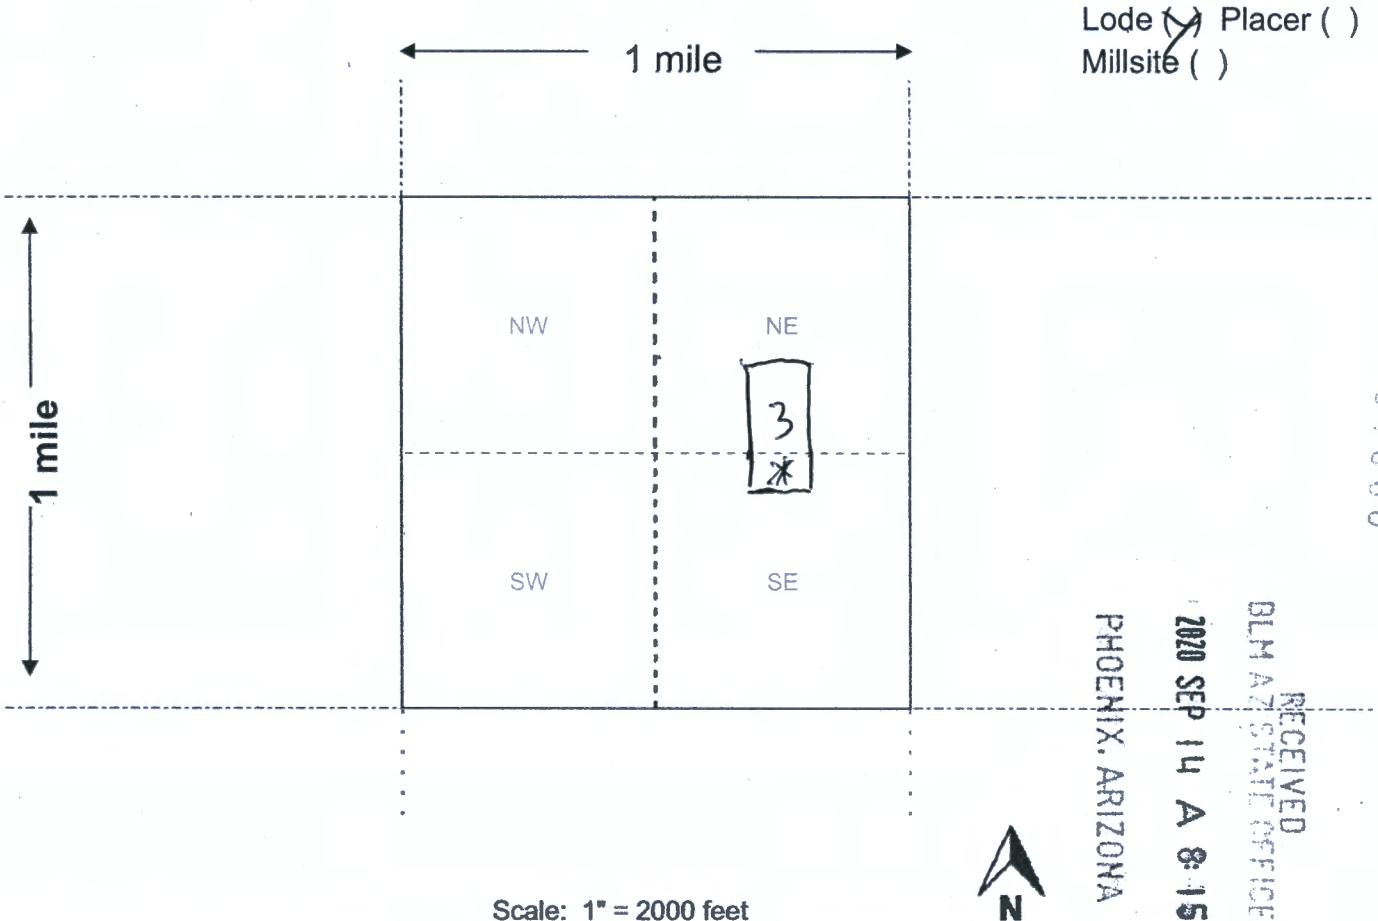 Lode ( ) Placer ( )
Millsite ( )
1 mile
1 mile
NW
NE
3
SW
SE
RECEIVED
BLM AZ STATE OFFICE
2020 SEP 14 A 8:15
PHOENIX, ARIZONA
N
Scale: 1" = 2000 feet